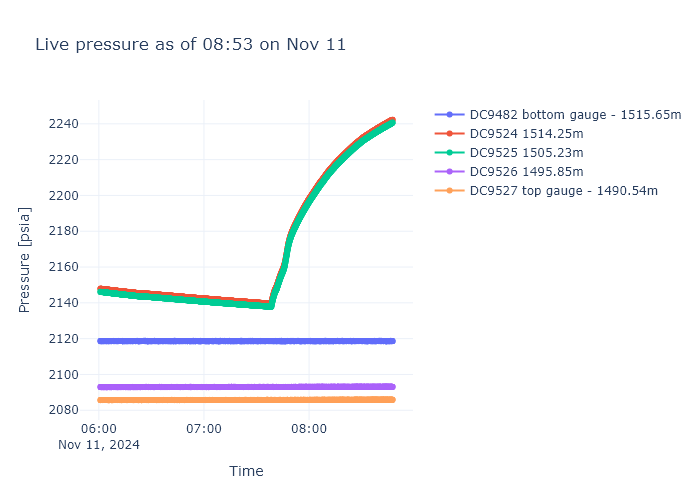 Live pressure as of 08:53 on Nov 11
DC9482 bottom gauge - 1515.65m
DC9524 1514.25m
DC9525 1505.23m
DC9526 1495.85m
DC9527 top gauge - 1490.54m
Pressure [psia]
2240
2220
2200
2180
2160
2140
2120
2100
2080
06:00
07:00
08:00
Nov 11, 2024
Time